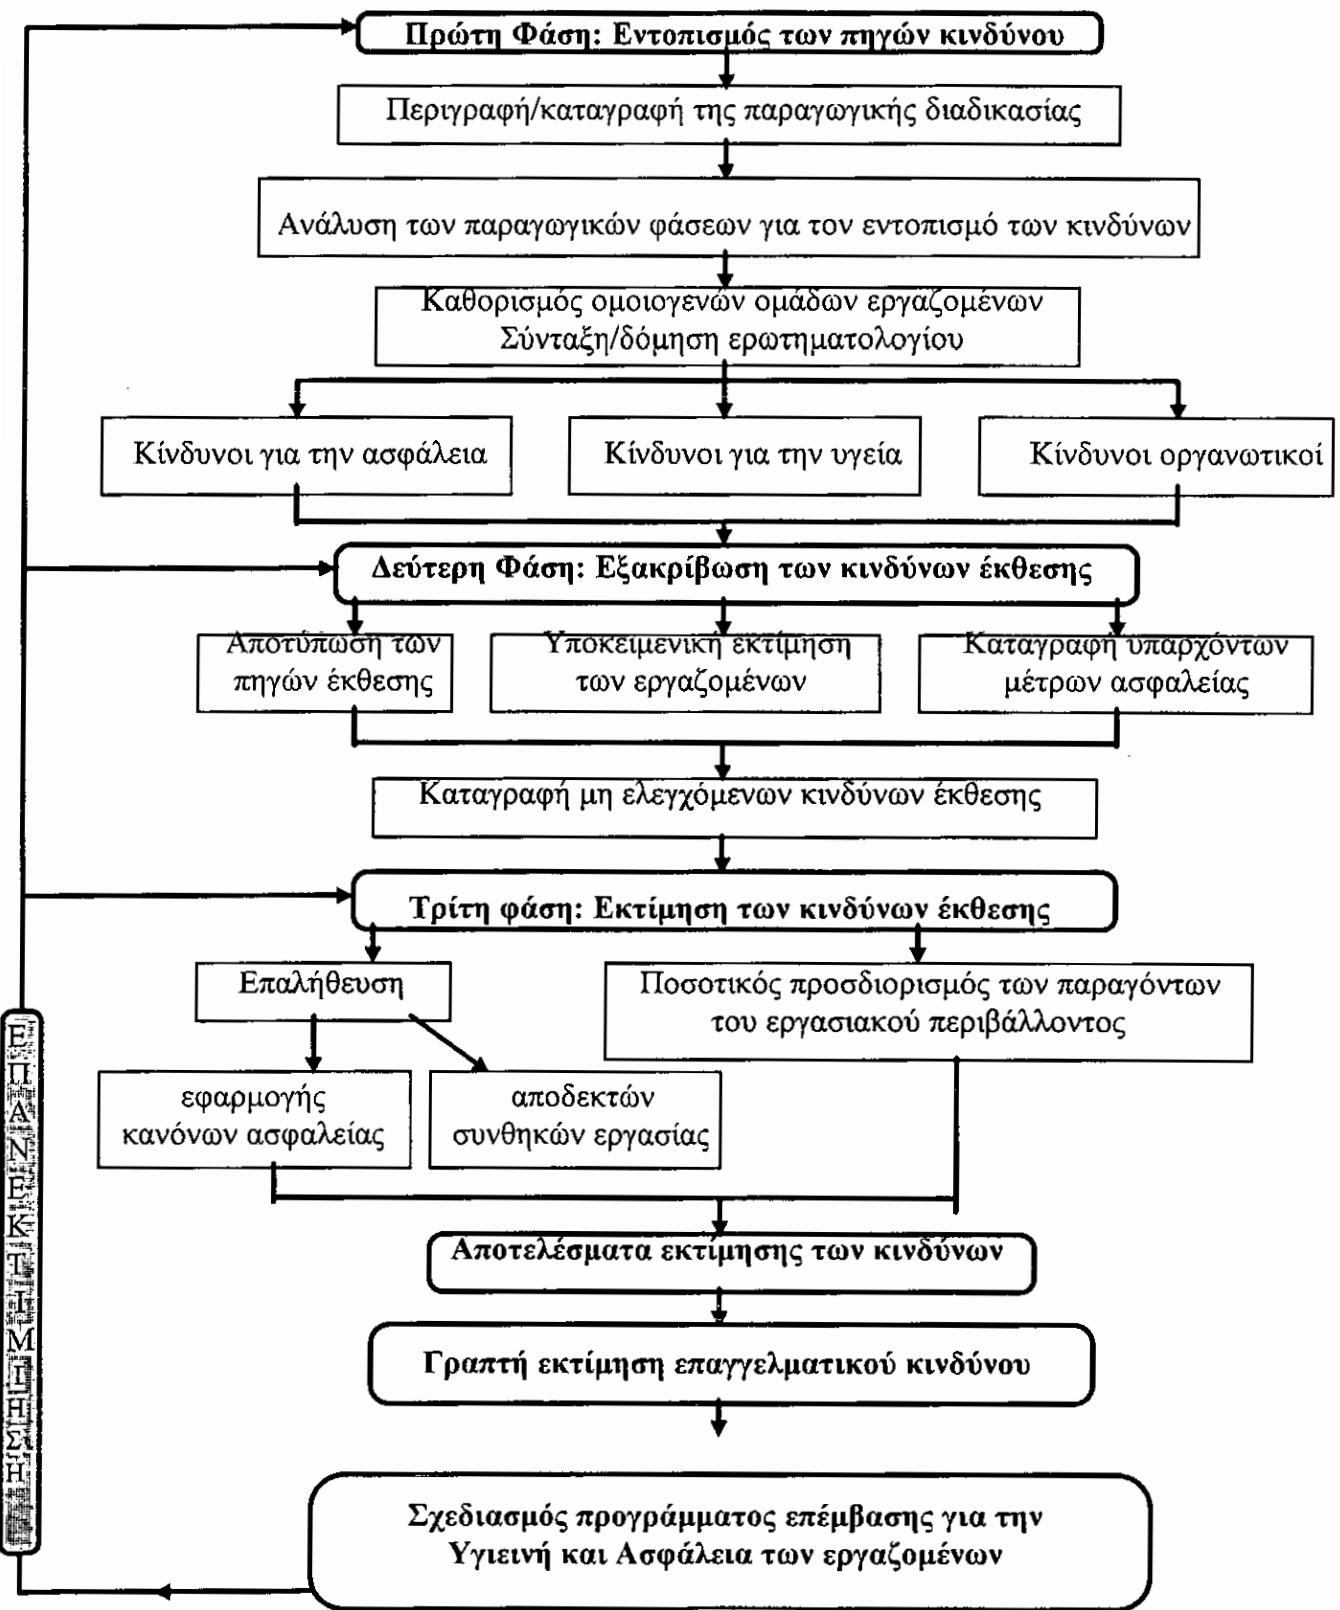 Πρώτη Φάση: Εντοπισμός των πηγών κινδύνου
Περιγραφή/καταγραφή της παραγωγικής διαδικασίας
Ανάλυση των παραγωγικών φάσεων για τον εντοπισμό των κινδύνων
Καθορισμός ομοιογενών ομάδων εργαζομένων
Σύνταξη/δόμηση ερωτηματολογίου
Κίνδυνοι για την ασφάλεια
Κίνδυνοι για την υγεία
Κίνδυνοι οργανωτικοί
Δεύτερη Φάση: Εξακρίβωση των κινδύνων έκθεσης
Αποτύπωση των
πηγών έκθεσης
Υποκειμενική εκτίμηση
των εργαζομένων
Καταγραφή υπαρχόντων
μέτρων ασφαλείας
Καταγραφή μη ελεγχόμενων κινδύνων έκθεσης
Τρίτη φάση: Εκτίμηση των κινδύνων έκθεσης
Επαλήθευση
Ποσοτικός προσδιορισμός των παραγόντων
του εργασιακού περιβάλλοντος
εφαρμογής
κανόνων ασφαλείας
αποδεκτών
συνθηκών εργασίας
Αποτελέσματα εκτίμησης των κινδύνων
Γραπτή εκτίμηση επαγγελματικού κινδύνου
Σχεδιασμός προγράμματος επέμβασης για την
Υγιεινή και Ασφάλεια των εργαζομένων
ΕΠΑΝΕΚΤΙΜΙΗΣΗ